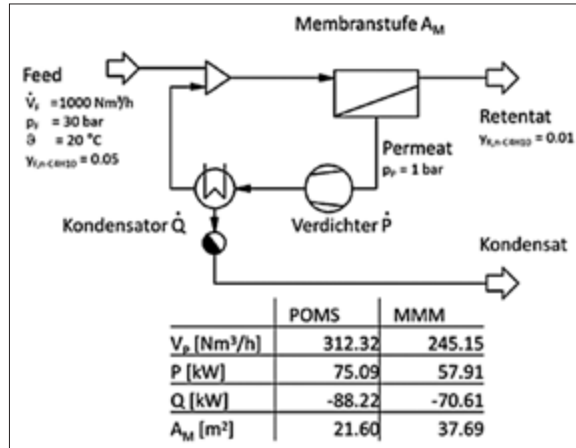 Membranstufe A_M
Feed
V̇_F =1000 Nm³/h
p_F = 30 bar
ϑ = 20 °C
y_F,n-C4H10 = 0.05
Retentat
y_R,n-C4H10 = 0.01
Permeat
p_P = 1 bar
Kondensator Q̇
Verdichter Ṗ
Kondensat
POMS MMM
V_P [Nm³/h] 312.32 245.15
P [kW] 75.09 57.91
Q [kW] -88.22 -70.61
A_M [m²] 21.60 37.69